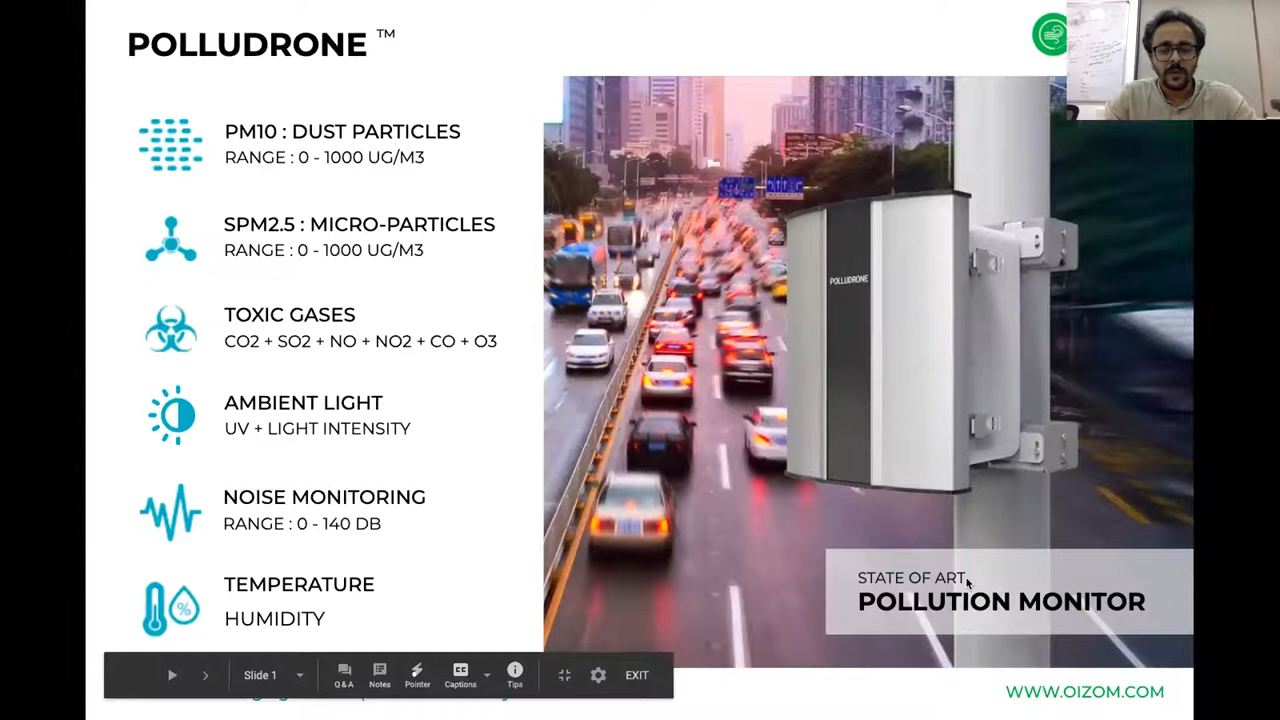 POLLUDRONE ™
PM10 : DUST PARTICLES
RANGE : 0 - 1000 UG/M3
SPM2.5 : MICRO-PARTICLES
RANGE : 0 - 1000 UG/M3
TOXIC GASES
CO2 + SO2 + NO + NO2 + CO + O3
AMBIENT LIGHT
UV + LIGHT INTENSITY
NOISE MONITORING
RANGE : 0 - 140 DB
%
TEMPERATURE
HUMIDITY
POLLUDRONE
STATE OF ART
POLLUTION MONITOR
Slide 1
Q & A
Notes
Pointer
CC
Captions
Tips
EXIT
WWW.OIZOM.COM